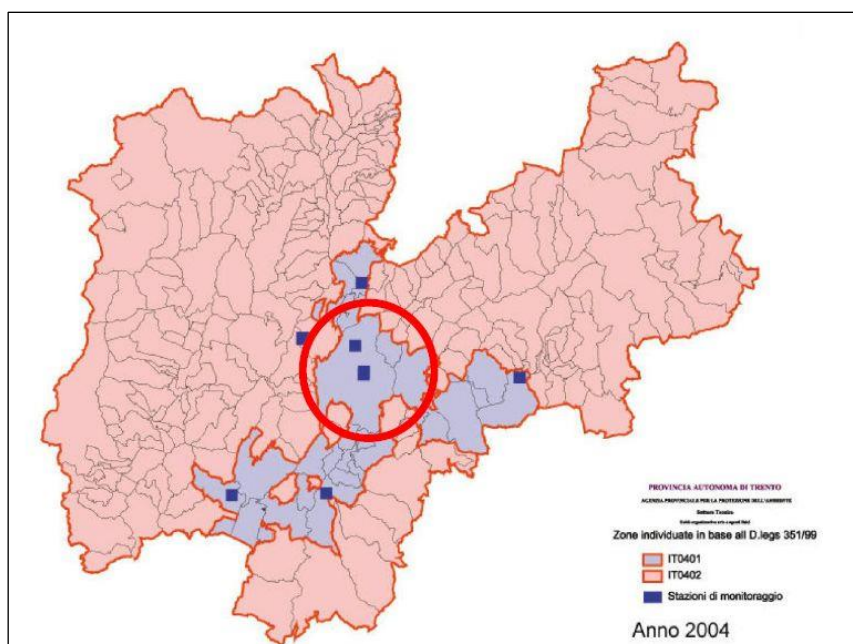 PROVINCIA AUTONOMA DI TRENTO
AGENZIA PROVINCIALE PER LA PROTEZIONE DELL'AMBIENTE
Settore Tecnico
Zone individuate in base all D.legs 351/99
IT0401
IT0402
Stazioni di monitoraggio
Anno 2004